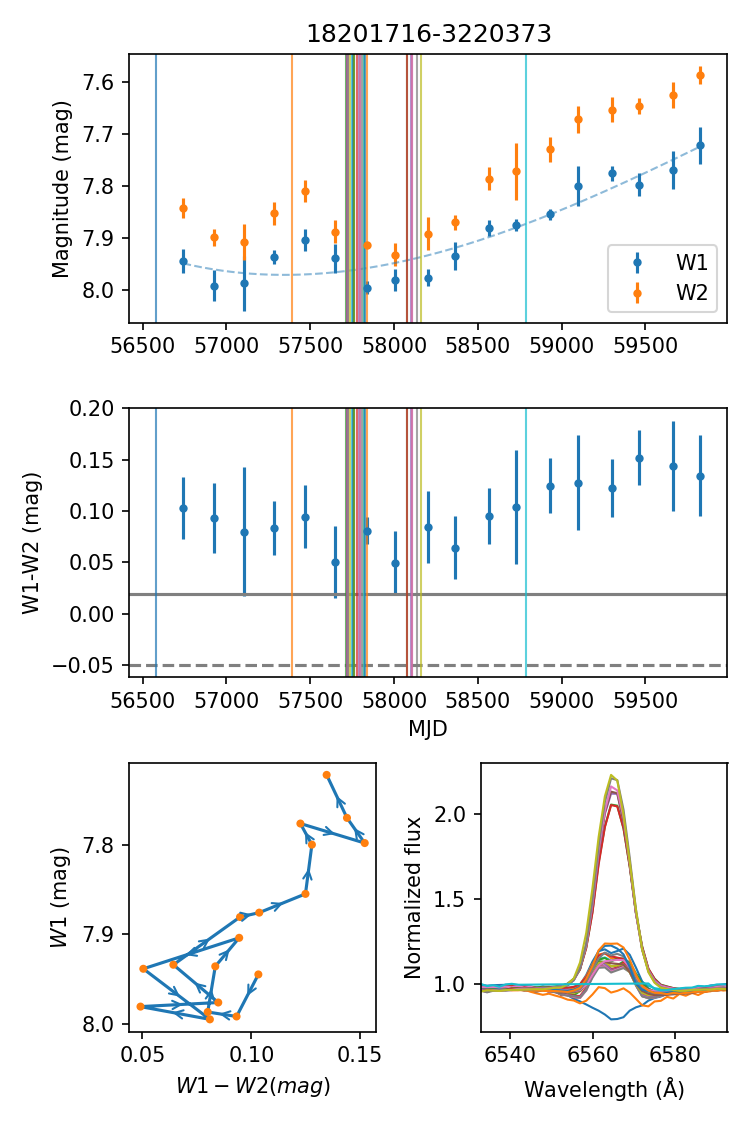 18201716-3220373
Magnitude (mag)
7.6
7.7
7.8
7.9
8.0
W1
W2
56500 57000 57500 58000 58500 59000 59500
W1-W2 (mag)
0.20
0.15
0.10
0.05
0.00
−0.05
56500 57000 57500 58000 58500 59000 59500
MJD
W1 (mag)
7.8
7.9
8.0
0.05 0.10 0.15
W1 − W2(mag)
Normalized flux
2.0
1.5
1.0
6540 6560 6580
Wavelength (Å)